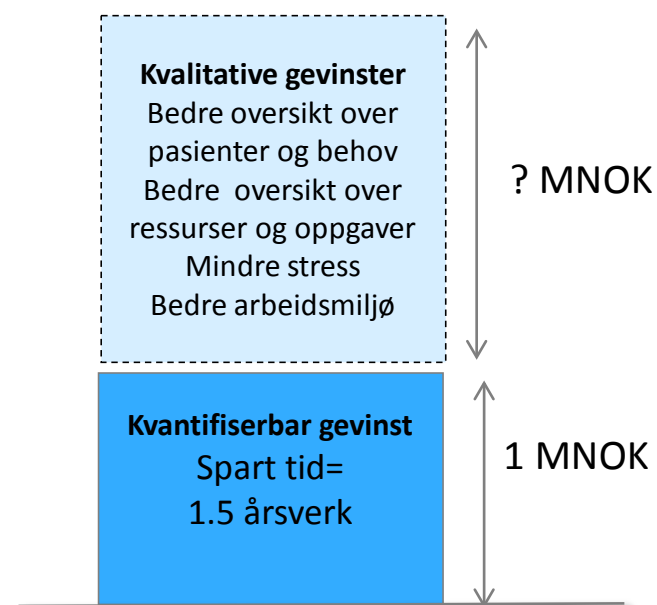 Kvalitative gevinster
Bedre oversikt over
pasienter og behov
Bedre  oversikt over
ressurser og oppgaver
Mindre stress
Bedre arbeidsmiljø
? MNOK
Kvantifiserbar gevinst
Spart tid=
1.5 årsverk
1 MNOK